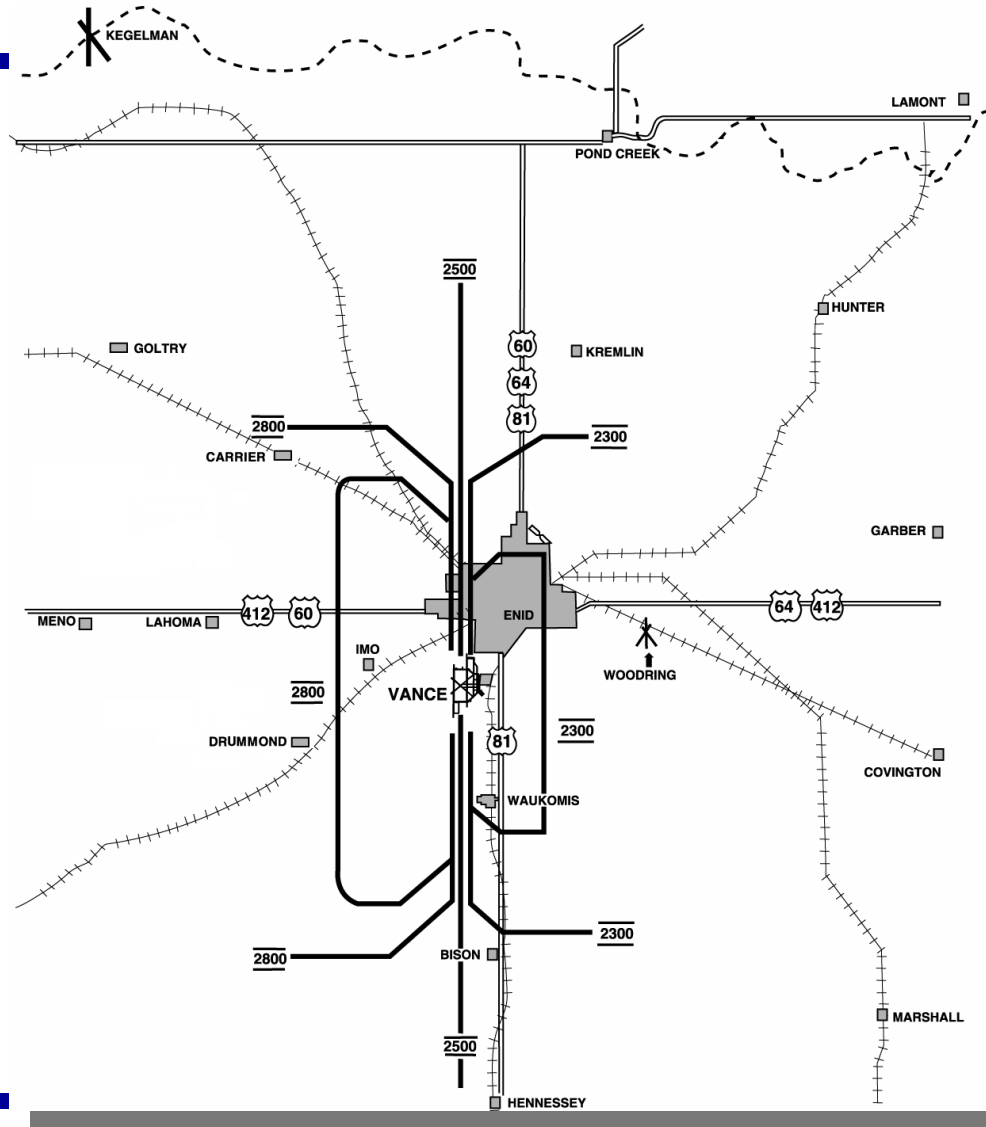 KEGELMAN
LAMONT
POND CREEK
2500
HUNTER
60
GOLTRY
KREMLIN
64
81
2800
2300
CARRIER
GARBER
412
60
ENID
64
412
MENO
LAHOMA
IMO
WOODRING
2800
VANCE
2300
81
DRUMMOND
COVINGTON
WAUKOMIS
2300
BISON
2800
MARSHALL
2500
HENNESSEY